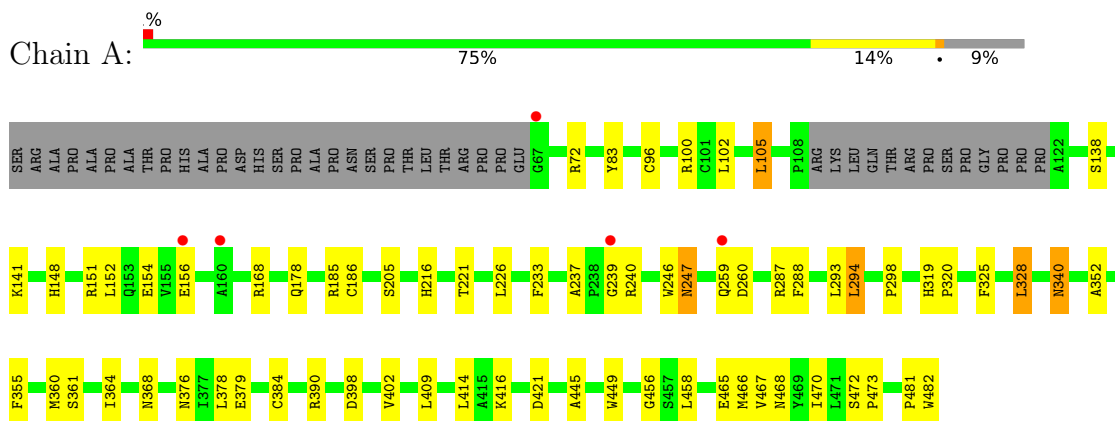 %
Chain A:
75% 14% • 9%
SER ARG ALA PRO ALA PRO ALA THR PRO HIS ALA PRO ASP HIS SER PRO ALA PRO ASN SER PRO THR LEU THR ARG PRO PRO GLU G67 R72 Y83 C96 R100 C101 L102 L105 P108 ARG LYS LEU GLN THR ARG PRO SER PRO GLY PRO PRO PRO A122 S138
K141 H148 R151 L152 Q153 E154 V155 E156 A160 R168 Q178 R185 C186 S205 H216 T221 L226 F233 A237 P238 G239 R240 W246 N247 Q259 D260 R287 F288 L293 L294 P298 H319 P320 F325 L328 N340 A352
F355 M360 S361 I364 N368 N376 I377 L378 E379 C384 R390 D398 V402 L409 L414 A415 K416 D421 A445 W449 G456 S457 L458 E465 M466 V467 N468 Y469 I470 L471 S472 P473 P481 W482